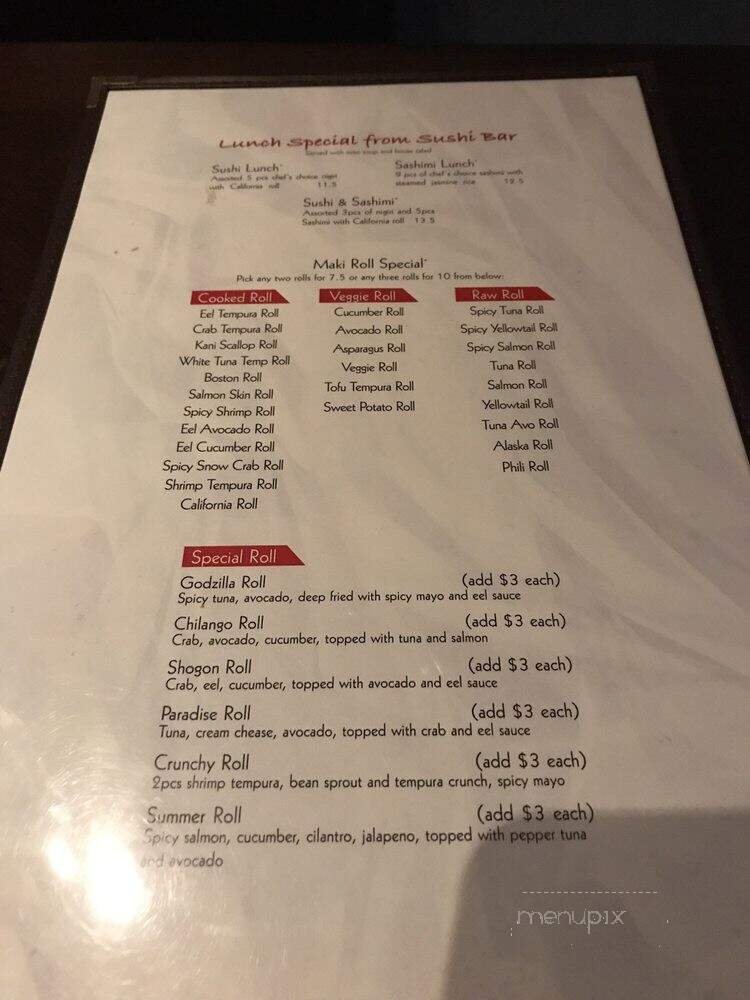 Lunch Special from Sushi Bar
Served with miso soup and house salad
Sushi Lunch*
Assorted 5 pcs chef's choice nigiri
with California roll 11.5
Sashimi Lunch*
9 pcs of chef's choice sashimi with
steamed jasmine rice 12.5
Sushi & Sashimi*
Assorted 3pcs of nigiri and 5pcs
Sashimi with California roll 13.5
Maki Roll Special*
Pick any two rolls for 7.5 or any three rolls for 10 from below:
Cooked Roll
Eel Tempura Roll
Crab Tempura Roll
Kani Scallop Roll
White Tuna Temp Roll
Boston Roll
Salmon Skin Roll
Spicy Shrimp Roll
Eel Avocado Roll
Eel Cucumber Roll
Spicy Snow Crab Roll
Shrimp Tempura Roll
California Roll
Veggie Roll
Cucumber Roll
Avocado Roll
Asparagus Roll
Veggie Roll
Tofu Tempura Roll
Sweet Potato Roll
Raw Roll
Spicy Tuna Roll
Spicy Yellowtail Roll
Spicy Salmon Roll
Tuna Roll
Salmon Roll
Yellowtail Roll
Tuna Avo Roll
Alaska Roll
Phili Roll
Special Roll
Godzilla Roll (add $3 each)
Spicy tuna, avocado, deep fried with spicy mayo and eel sauce
Chilango Roll (add $3 each)
Crab, avocado, cucumber, topped with tuna and salmon
Shogon Roll (add $3 each)
Crab, eel, cucumber, topped with avocado and eel sauce
Paradise Roll (add $3 each)
Tuna, cream chease, avocado, topped with crab and eel sauce
Crunchy Roll (add $3 each)
2pcs shrimp tempura, bean sprout and tempura crunch, spicy mayo
Summer Roll (add $3 each)
Spicy salmon, cucumber, cilantro, jalapeno, topped with pepper tuna
and avocado
menupix